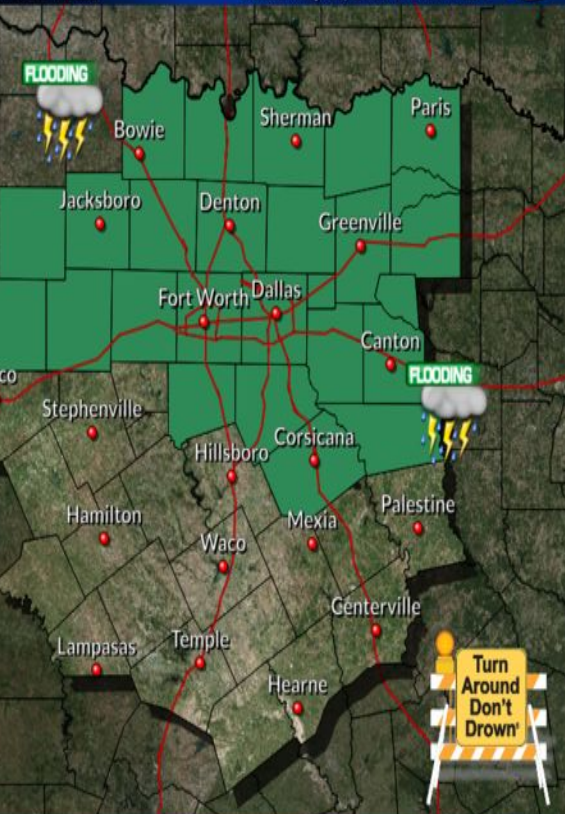 FLOODING
Bowie
Sherman
Paris
Jacksboro
Denton
Greenville
Fort Worth
Dallas
Canton
FLOODING
co
Stephenville
Corsicana
Hillsboro
Hamilton
Palestine
Mexia
Waco
Centerville
Lampasas
Temple
Hearne
Turn
Around
Don't
Drown